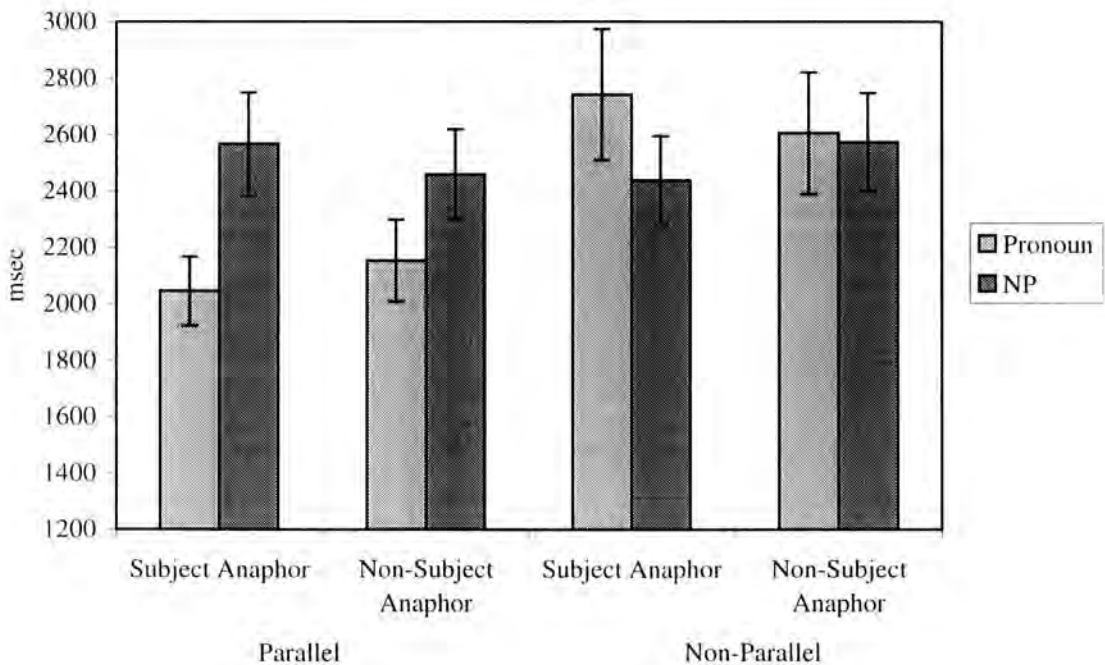 3000
2800
2600
2400
2200
2000
1800
1600
1400
1200
msec
Subject Anaphor
Non-Subject
Anaphor
Subject Anaphor
Non-Subject
Anaphor
Parallel
Non-Parallel
Pronoun
NP